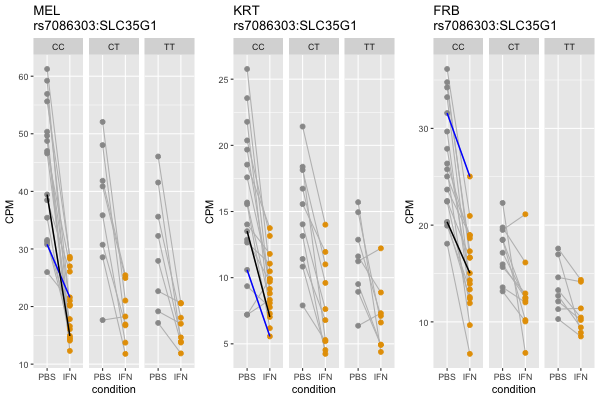 MEL
rs7086303:SLC35G1
CC
CT
TT
60
50
40
30
20
10
CPM
PBS
IFN
PBS
IFN
PBS
IFN
condition
KRT
rs7086303:SLC35G1
CC
CT
TT
25
20
15
10
5
CPM
PBS
IFN
PBS
IFN
PBS
IFN
condition
FRB
rs7086303:SLC35G1
CC
CT
TT
30
20
10
CPM
PBS
IFN
PBS
IFN
PBS
IFN
condition